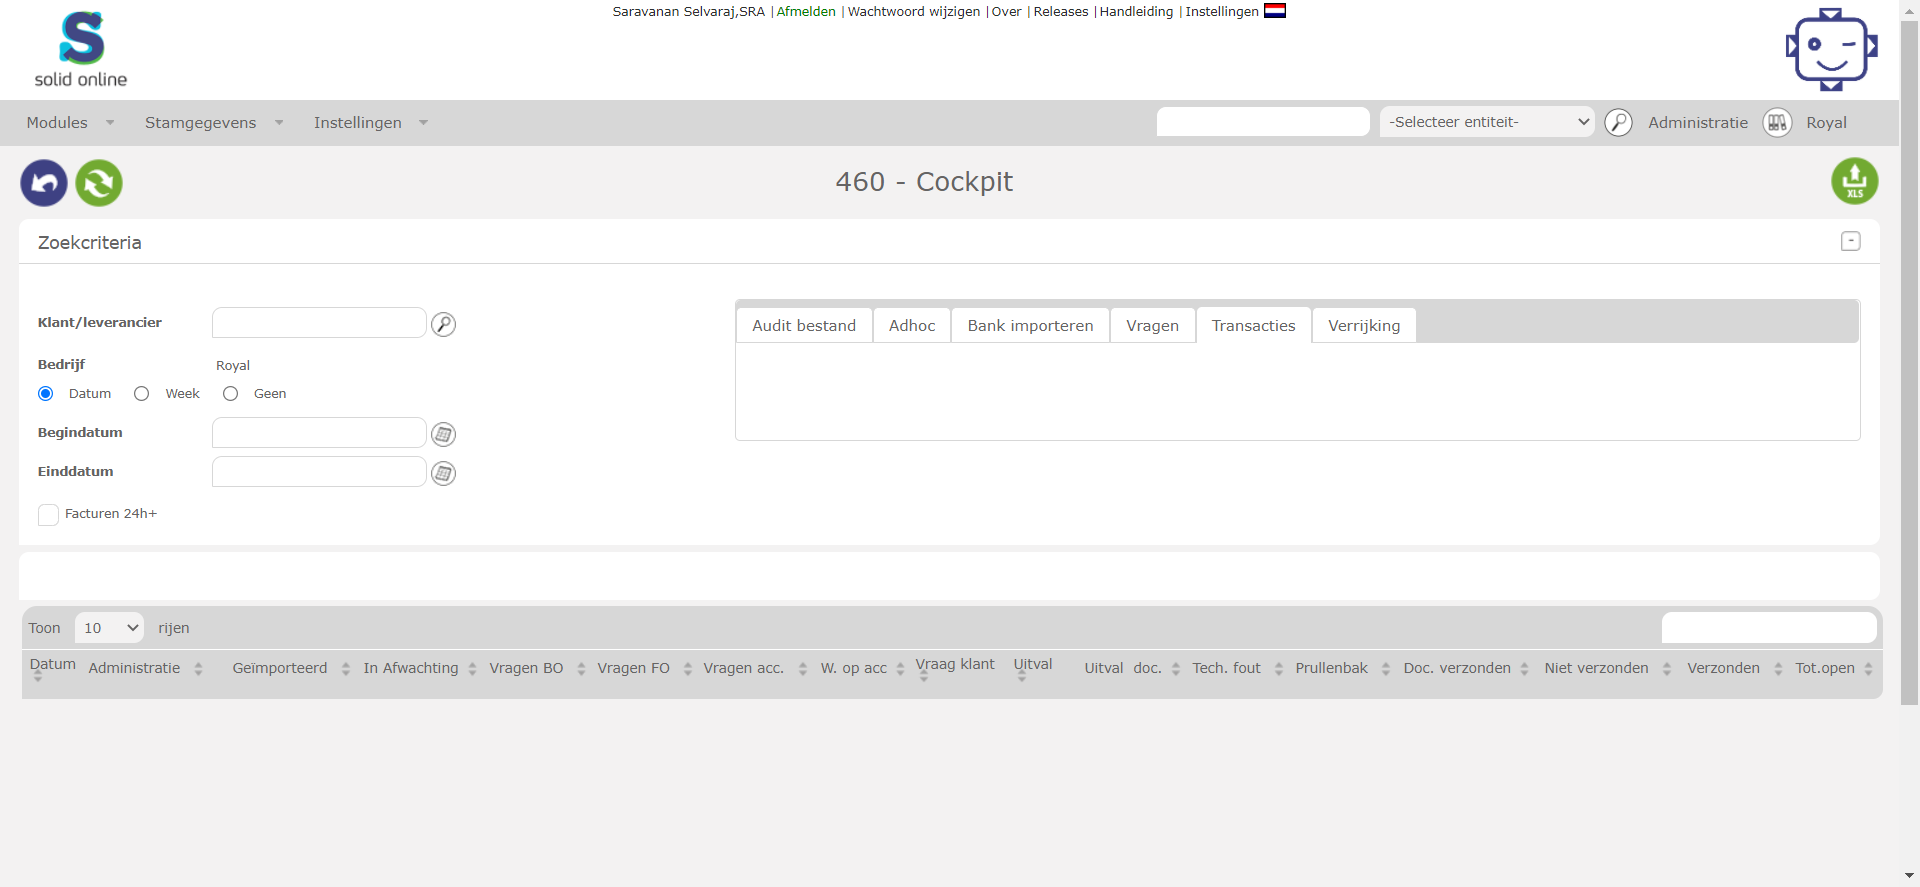 Saravanan Selvaraj,SRA |Afmelden |Wachtwoord wijzigen |Over |Releases |Handleiding |Instellingen
S
solid online
Modules Stamgegevens Instellingen -Selecteer entiteit- Administratie Royal
460 - Cockpit
XLS
Zoekcriteria
-
Klant/leverancier
Audit bestand Adhoc Bank importeren Vragen Transacties Verrijking
Bedrijf Royal
Datum Week Geen
Begindatum
Einddatum
Facturen 24h+
Toon 10 rijen
Datum Administratie Geïmporteerd In Afwachting Vragen BO Vragen FO Vragen acc. W. op acc Vraag klant Uitval Uitval doc. Tech. fout Prullenbak Doc. verzonden Niet verzonden Verzonden Tot.open